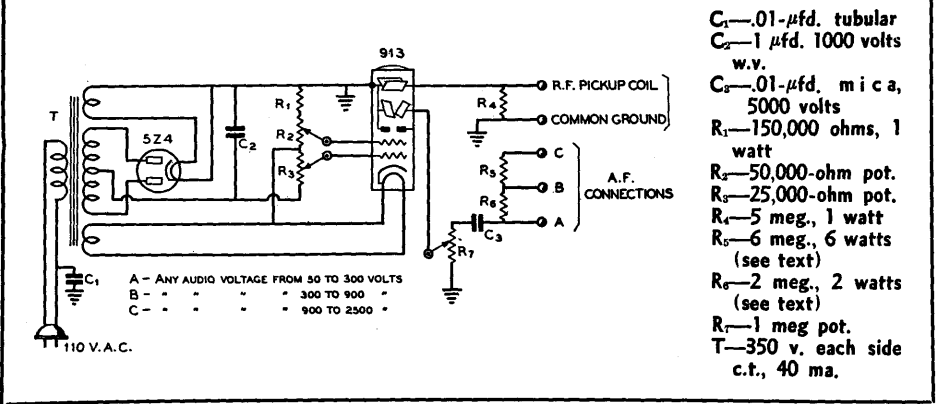 913
T
5Z4
C₂
R₁
R₂
R₃
R₄
R.F. PICKUP COIL
COMMON GROUND
C
R₅
B
R₆
A
A.F.
CONNECTIONS
C₃
R₇
C₁
A - ANY AUDIO VOLTAGE FROM 50 TO 300 VOLTS
B - " " " " 300 TO 900 "
C - " " " " 900 TO 2500 "
110 V.A.C.
C₁—.01-μfd. tubular
C₂—1 μfd. 1000 volts
w.v.
C₃—.01-μfd. mica,
5000 volts
R₁—150,000 ohms, 1
watt
R₂—50,000-ohm pot.
R₃—25,000-ohm pot.
R₄—5 meg., 1 watt
R₅—6 meg., 6 watts
(see text)
R₆—2 meg., 2 watts
(see text)
R₇—1 meg pot.
T—350 v. each side
c.t., 40 ma.